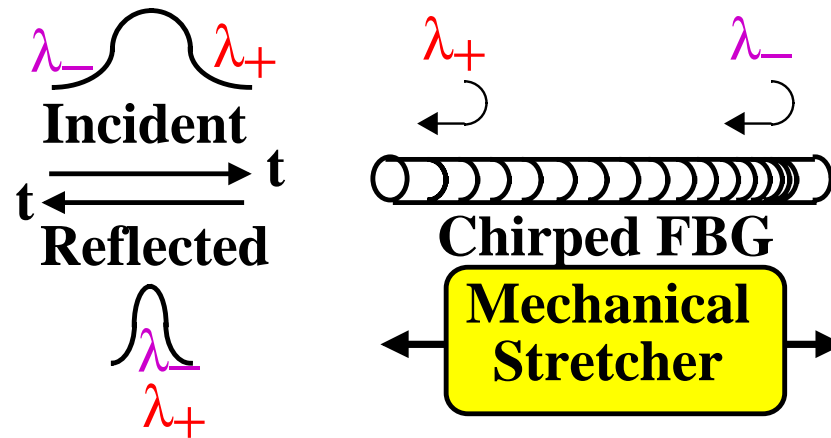 λ− λ+
Incident
t
t
Reflected
λ−
λ+
λ+ λ−
Chirped FBG
Mechanical
Stretcher